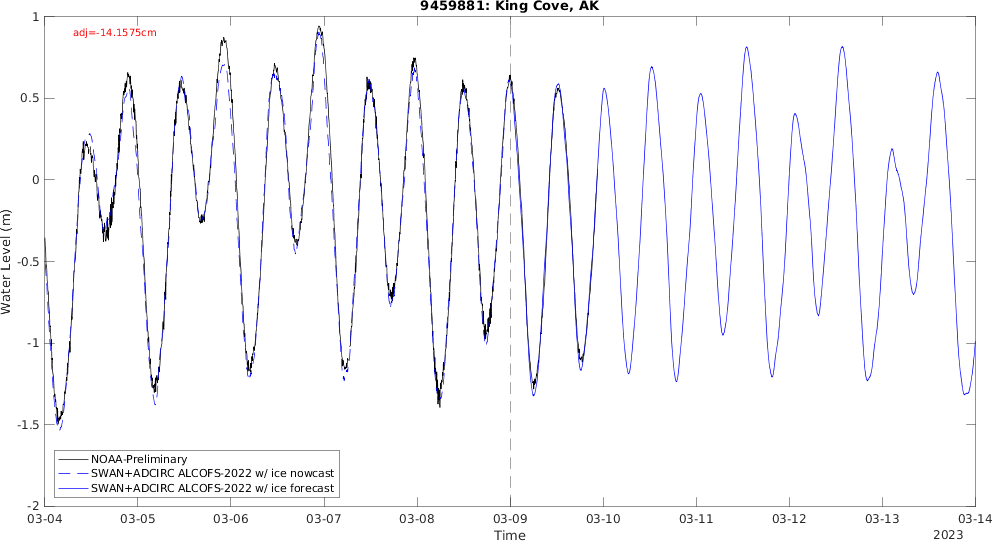 9459881: King Cove, AK
adj=-14.1575cm
Water Level (m)
1
0.5
0
-0.5
-1
-1.5
-2
NOAA-Preliminary
SWAN+ADCIRC ALCOFS-2022 w/ ice nowcast
SWAN+ADCIRC ALCOFS-2022 w/ ice forecast
03-04 03-05 03-06 03-07 03-08 03-09 03-10 03-11 03-12 03-13 03-14
Time
2023